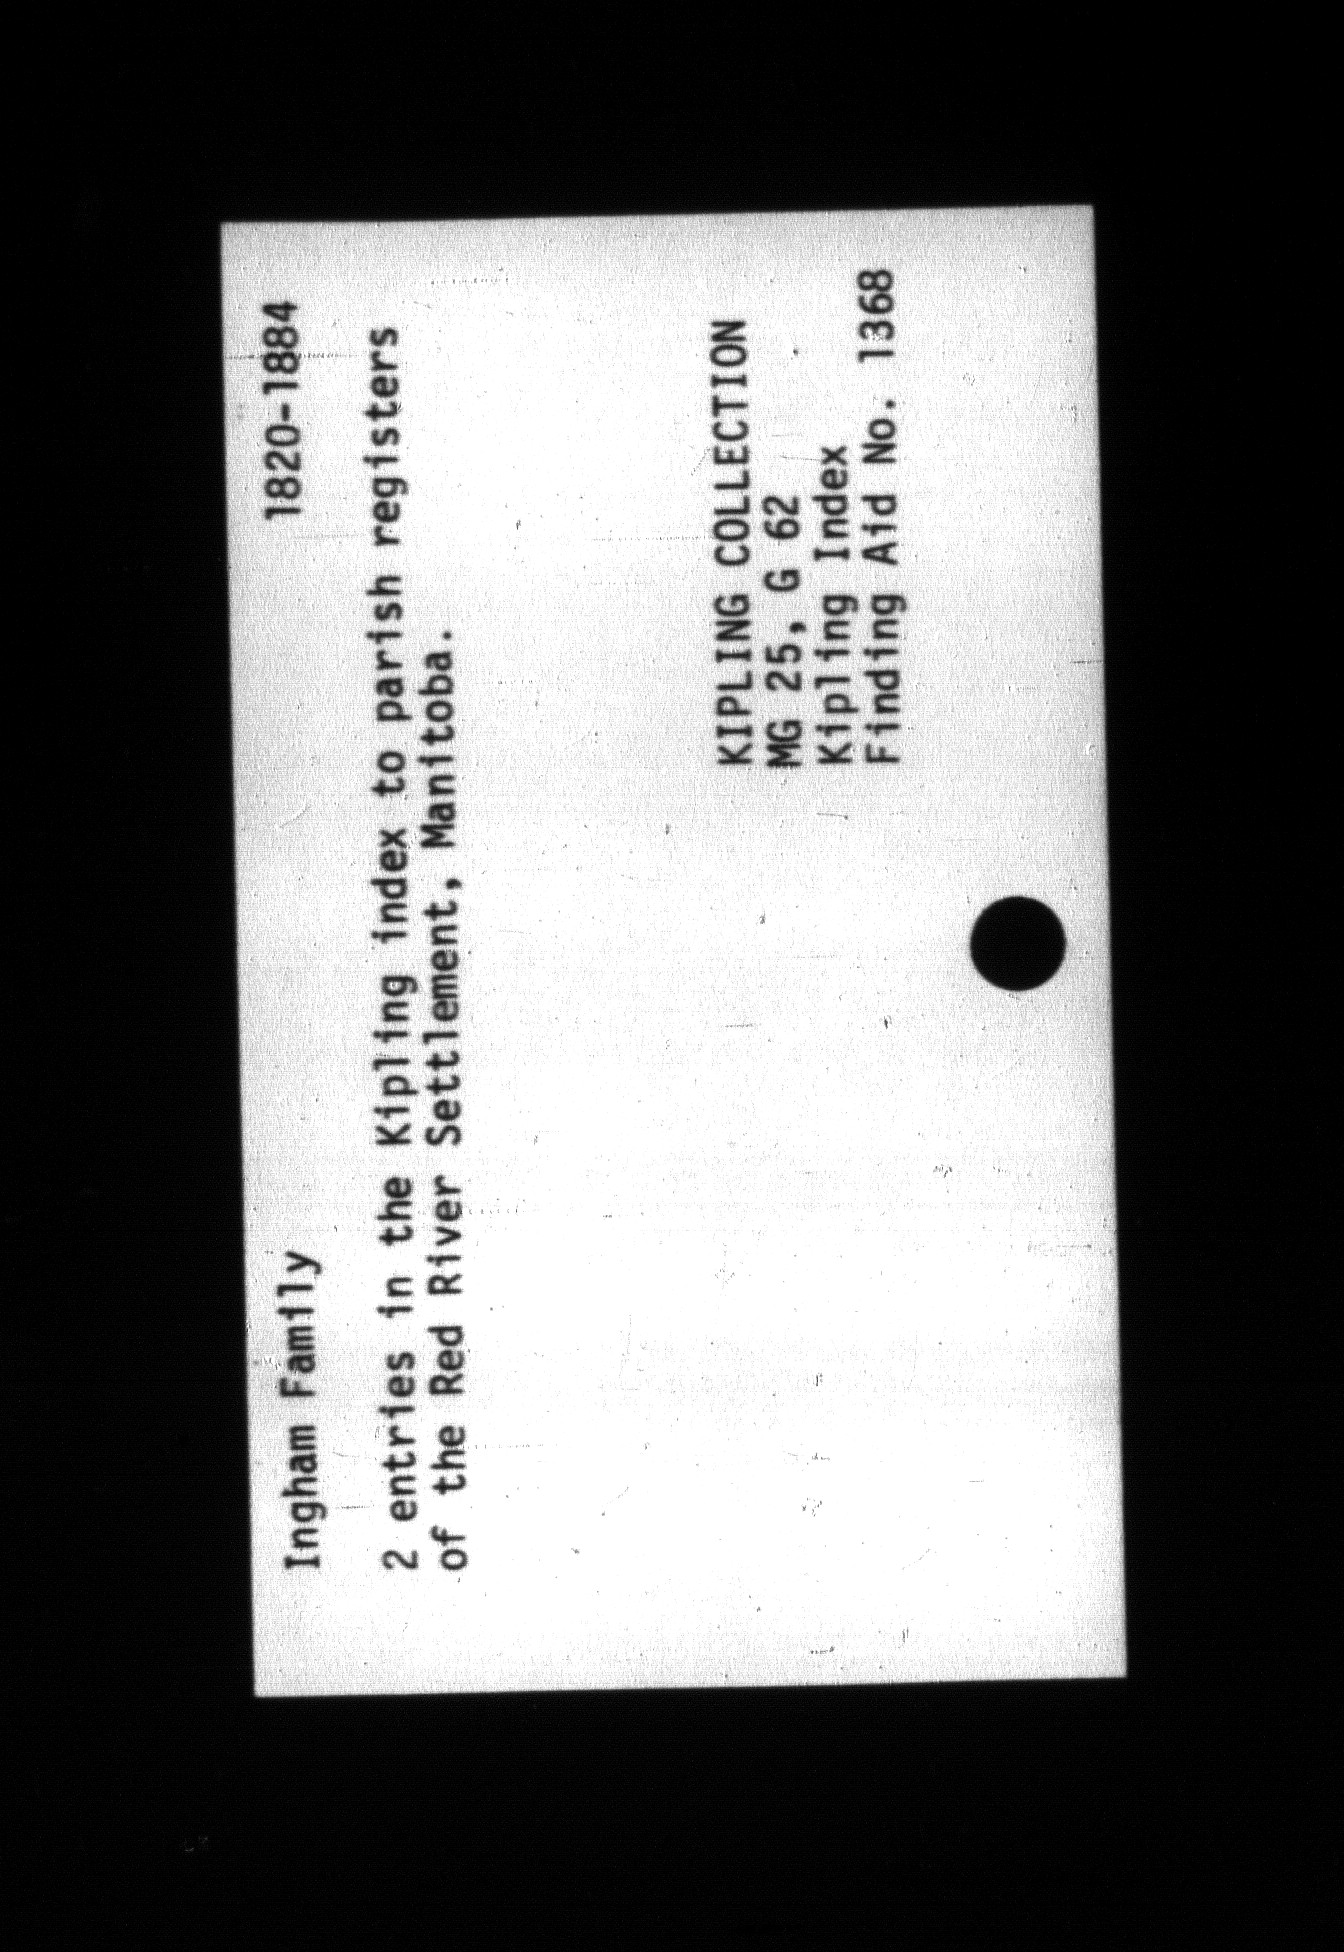 Ingham Family 1820-1884
2 entries in the Kipling index to parish registers
of the Red River Settlement, Manitoba.
KIPLING COLLECTION
MG 25, G 62
Kipling Index
Finding Aid No. 1368